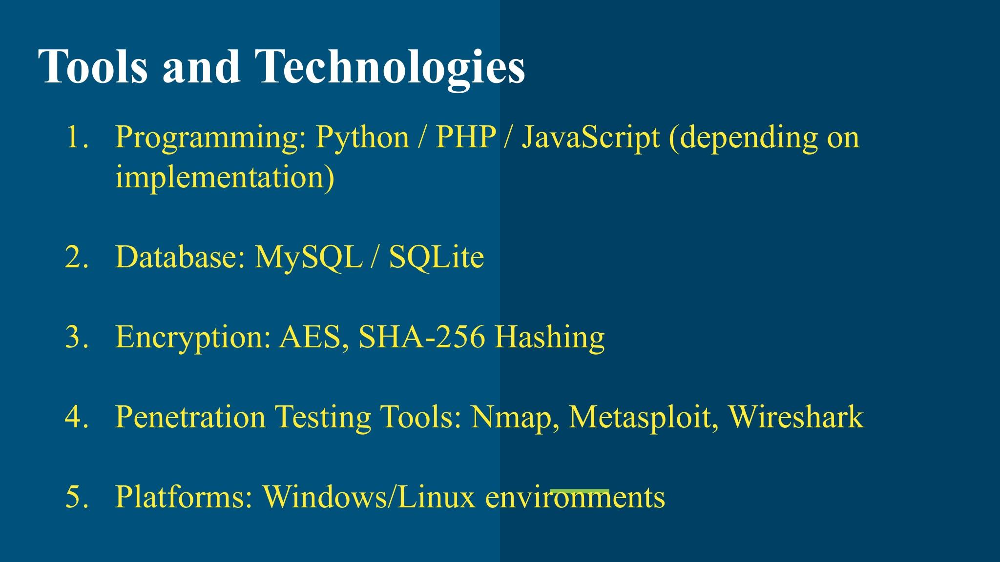 Tools and Technologies
1. Programming: Python / PHP / JavaScript (depending on
implementation)
2. Database: MySQL / SQLite
3. Encryption: AES, SHA-256 Hashing
4. Penetration Testing Tools: Nmap, Metasploit, Wireshark
5. Platforms: Windows/Linux environments